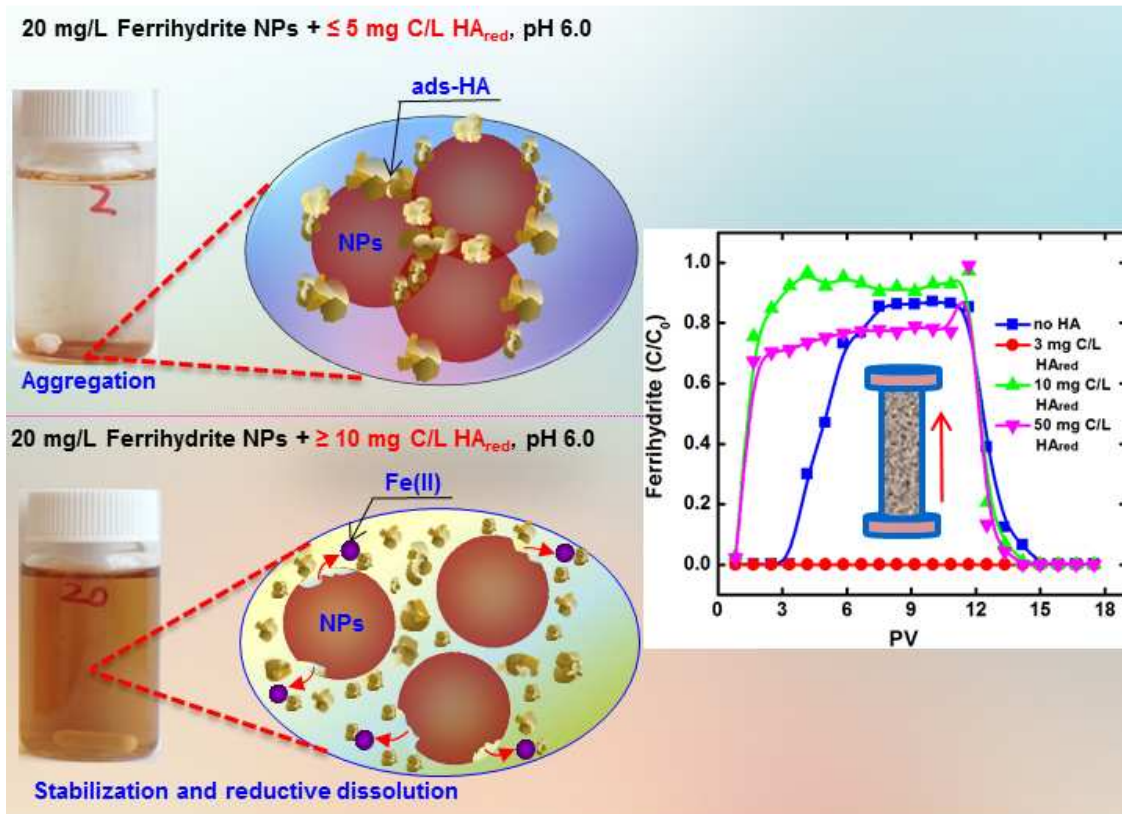 20 mg/L Ferrihydrite NPs + ≤ 5 mg C/L HAred, pH 6.0
ads-HA
2
NPs
Aggregation
20 mg/L Ferrihydrite NPs + ≥ 10 mg C/L HAred, pH 6.0
Fe(II)
20
NPs
Stabilization and reductive dissolution
Ferrihydrite (C/C0)
1.0
0.8
0.6
0.4
0.2
0.0
no HA
3 mg C/L
HAred
10 mg C/L
HAred
50 mg C/L
HAred
0 3 6 9 12 15 18
PV